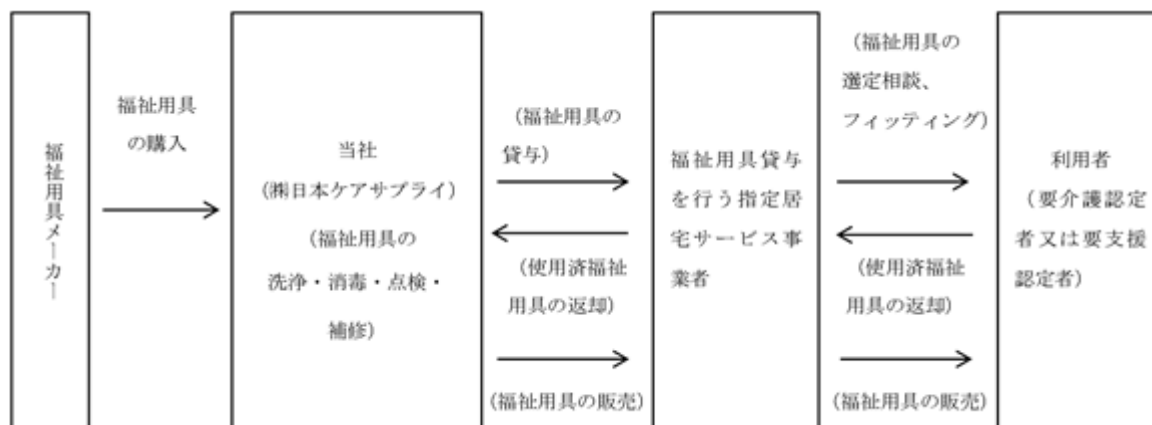 福祉用具メーカー
福祉用具
の購入
当社
(㈱日本ケアサプライ)
(福祉用具の
洗浄・消毒・点検・
補修)
(福祉用具の
貸与)
(使用済福祉
用具の返却)
(福祉用具の販売)
福祉用具貸与
を行う指定居
宅サービス事
業者
(福祉用具の
選定相談、
フィッティング)
(使用済福祉
用具の返却)
(福祉用具の販売)
利用者
(要介護認定
者又は要支援
認定者)